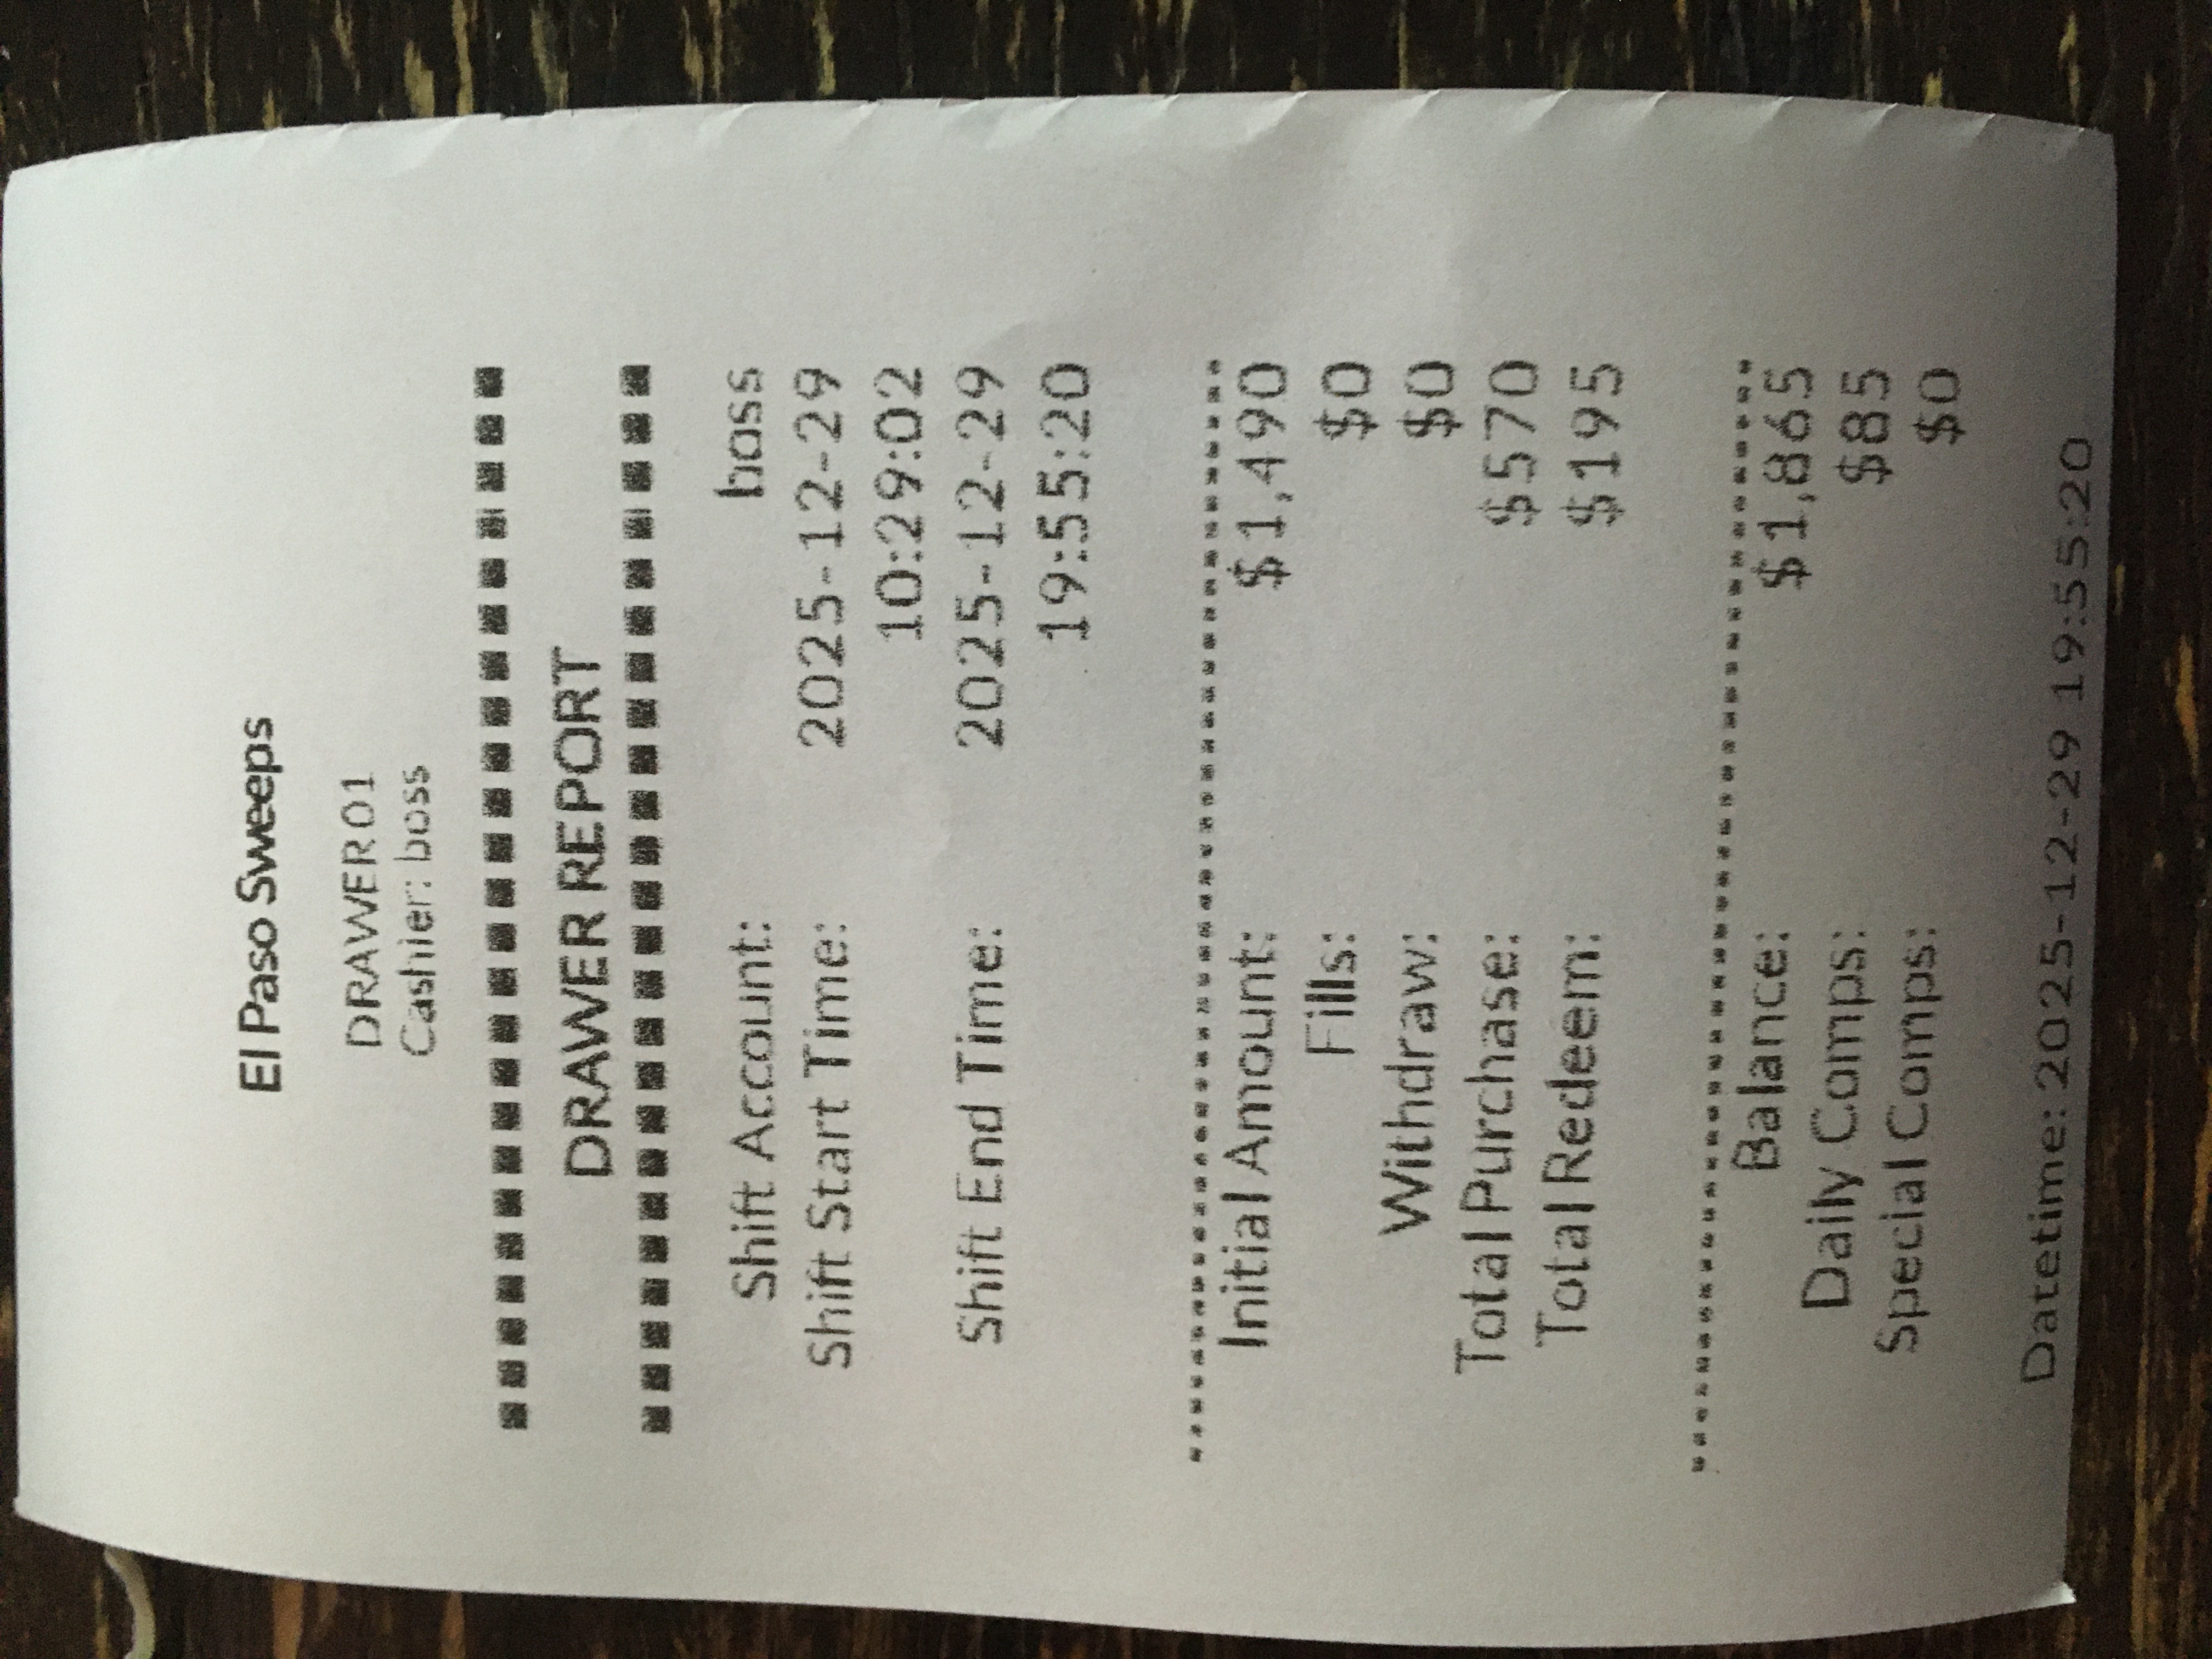 El Paso Sweeps
DRAWER 01
Cashier: boss
DRAWER REPORT
Shift Account: boss
Shift Start Time: 2025-12-29
10:29:02
Shift End Time: 2025-12-29
19:55:20
Initial Amount: $1,490
Fills: $0
Withdraw: $0
Total Purchase: $570
Total Redeem: $195
Balance: $1,865
Daily Comps: $85
Special Comps: $0
Datetime: 2025-12-29 19:55:20